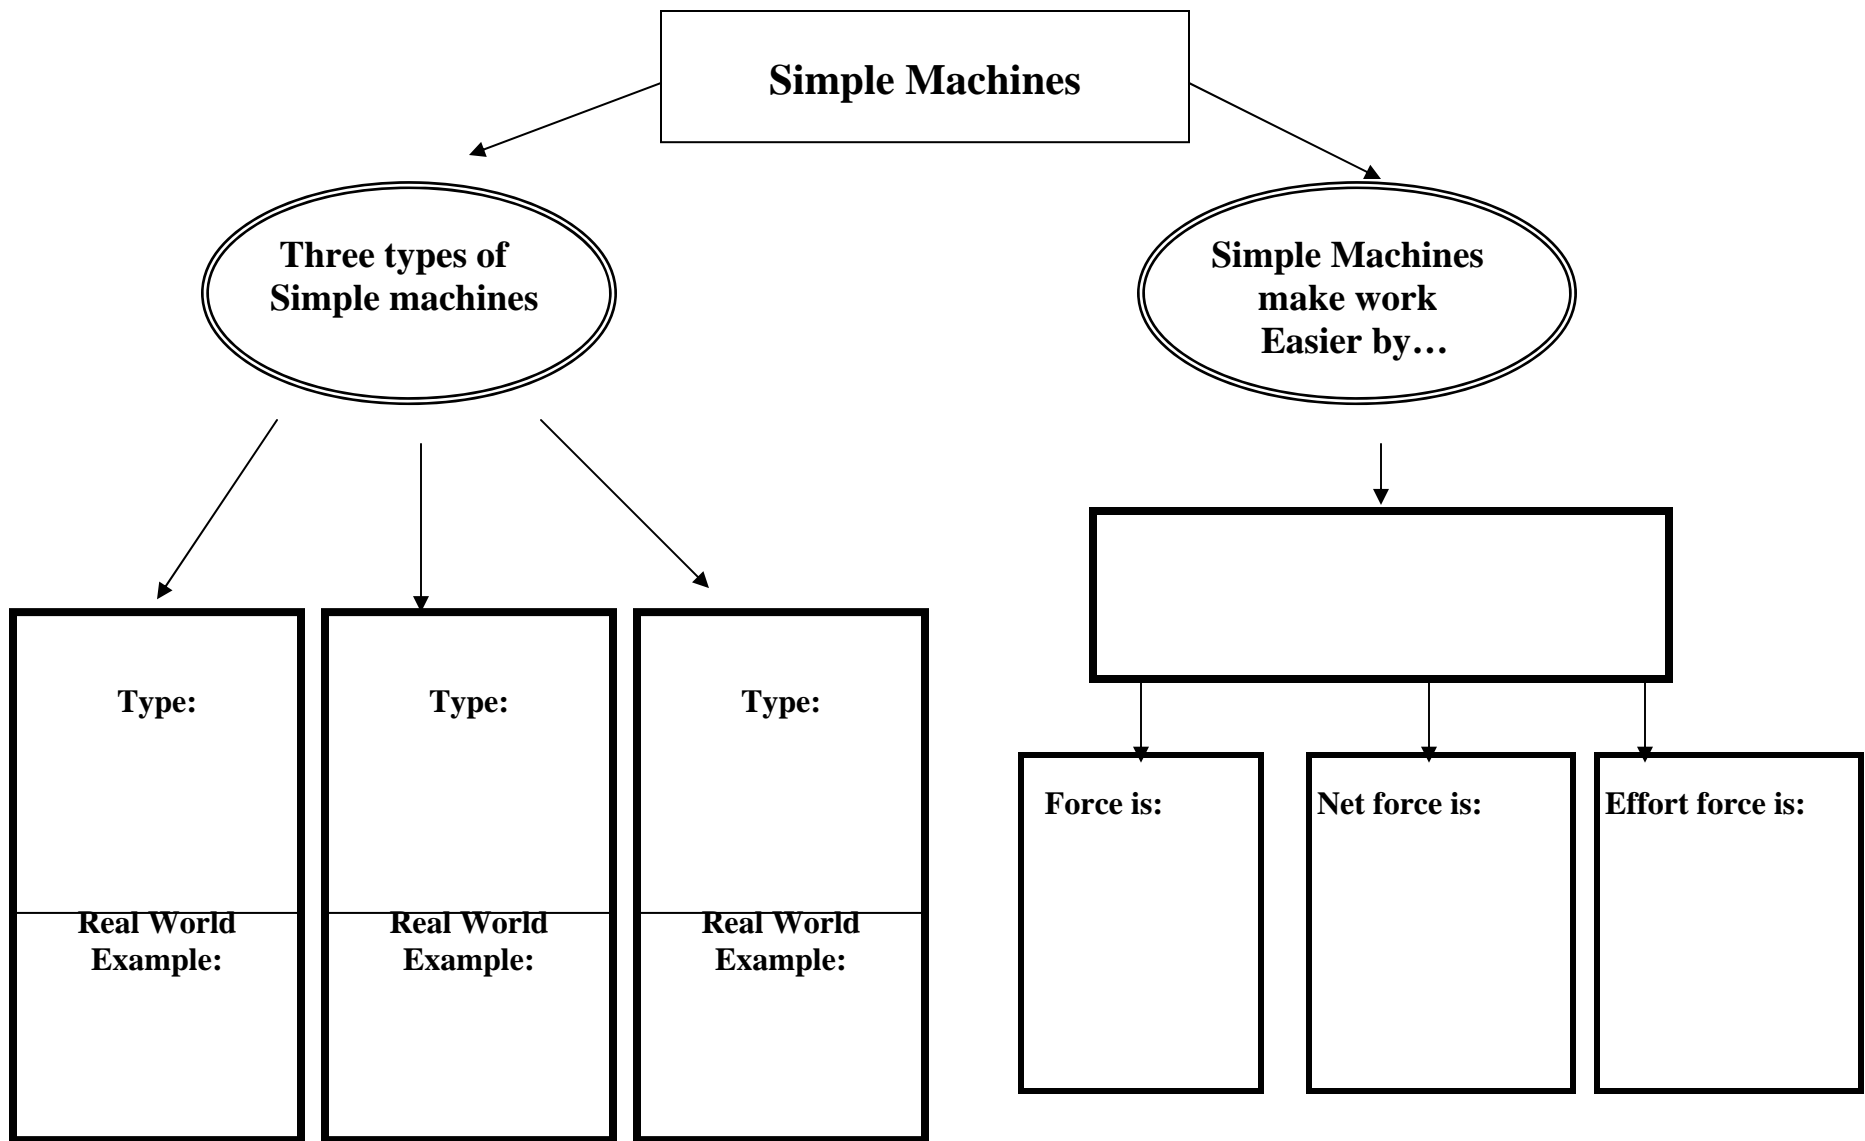 Simple Machines
Three types of
Simple machines
Simple Machines
make work
Easier by…
Type:
Type:
Type:
Real World
Example:
Real World
Example:
Real World
Example:
Force is:
Net force is:
Effort force is: